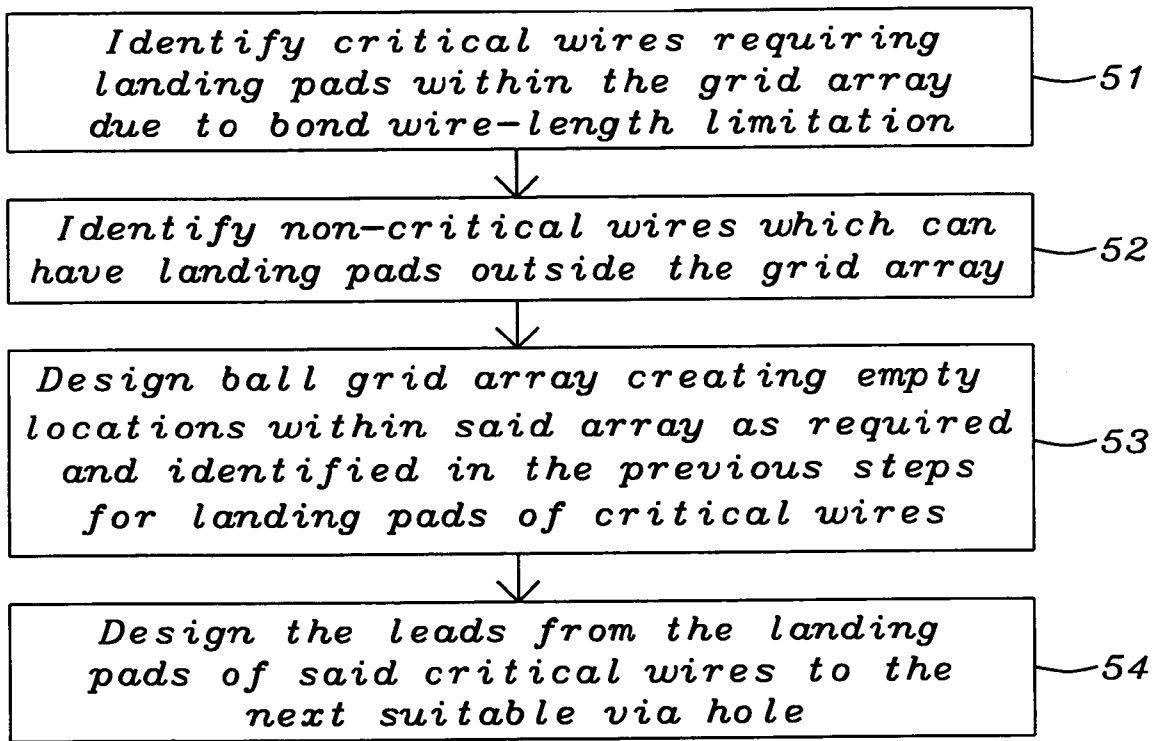 Identify critical wires requiring
landing pads within the grid array
due to bond wire-length limitation
51
Identify non-critical wires which can
have landing pads outside the grid array
52
Design ball grid array creating empty
locations within said array as required
and identified in the previous steps
for landing pads of critical wires
53
Design the leads from the landing
pads of said critical wires to the
next suitable via hole
54